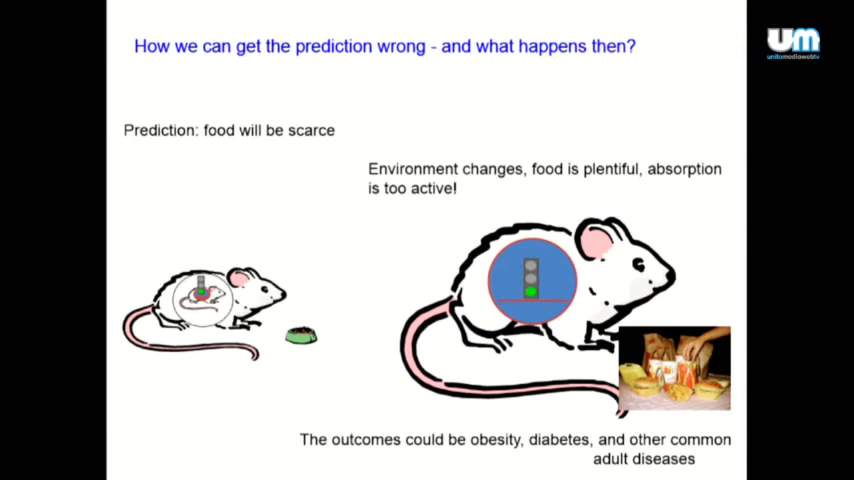 How we can get the prediction wrong - and what happens then?
um
unitomediawebtv
Prediction: food will be scarce
Environment changes, food is plentiful, absorption
is too active!
The outcomes could be obesity, diabetes, and other common
adult diseases